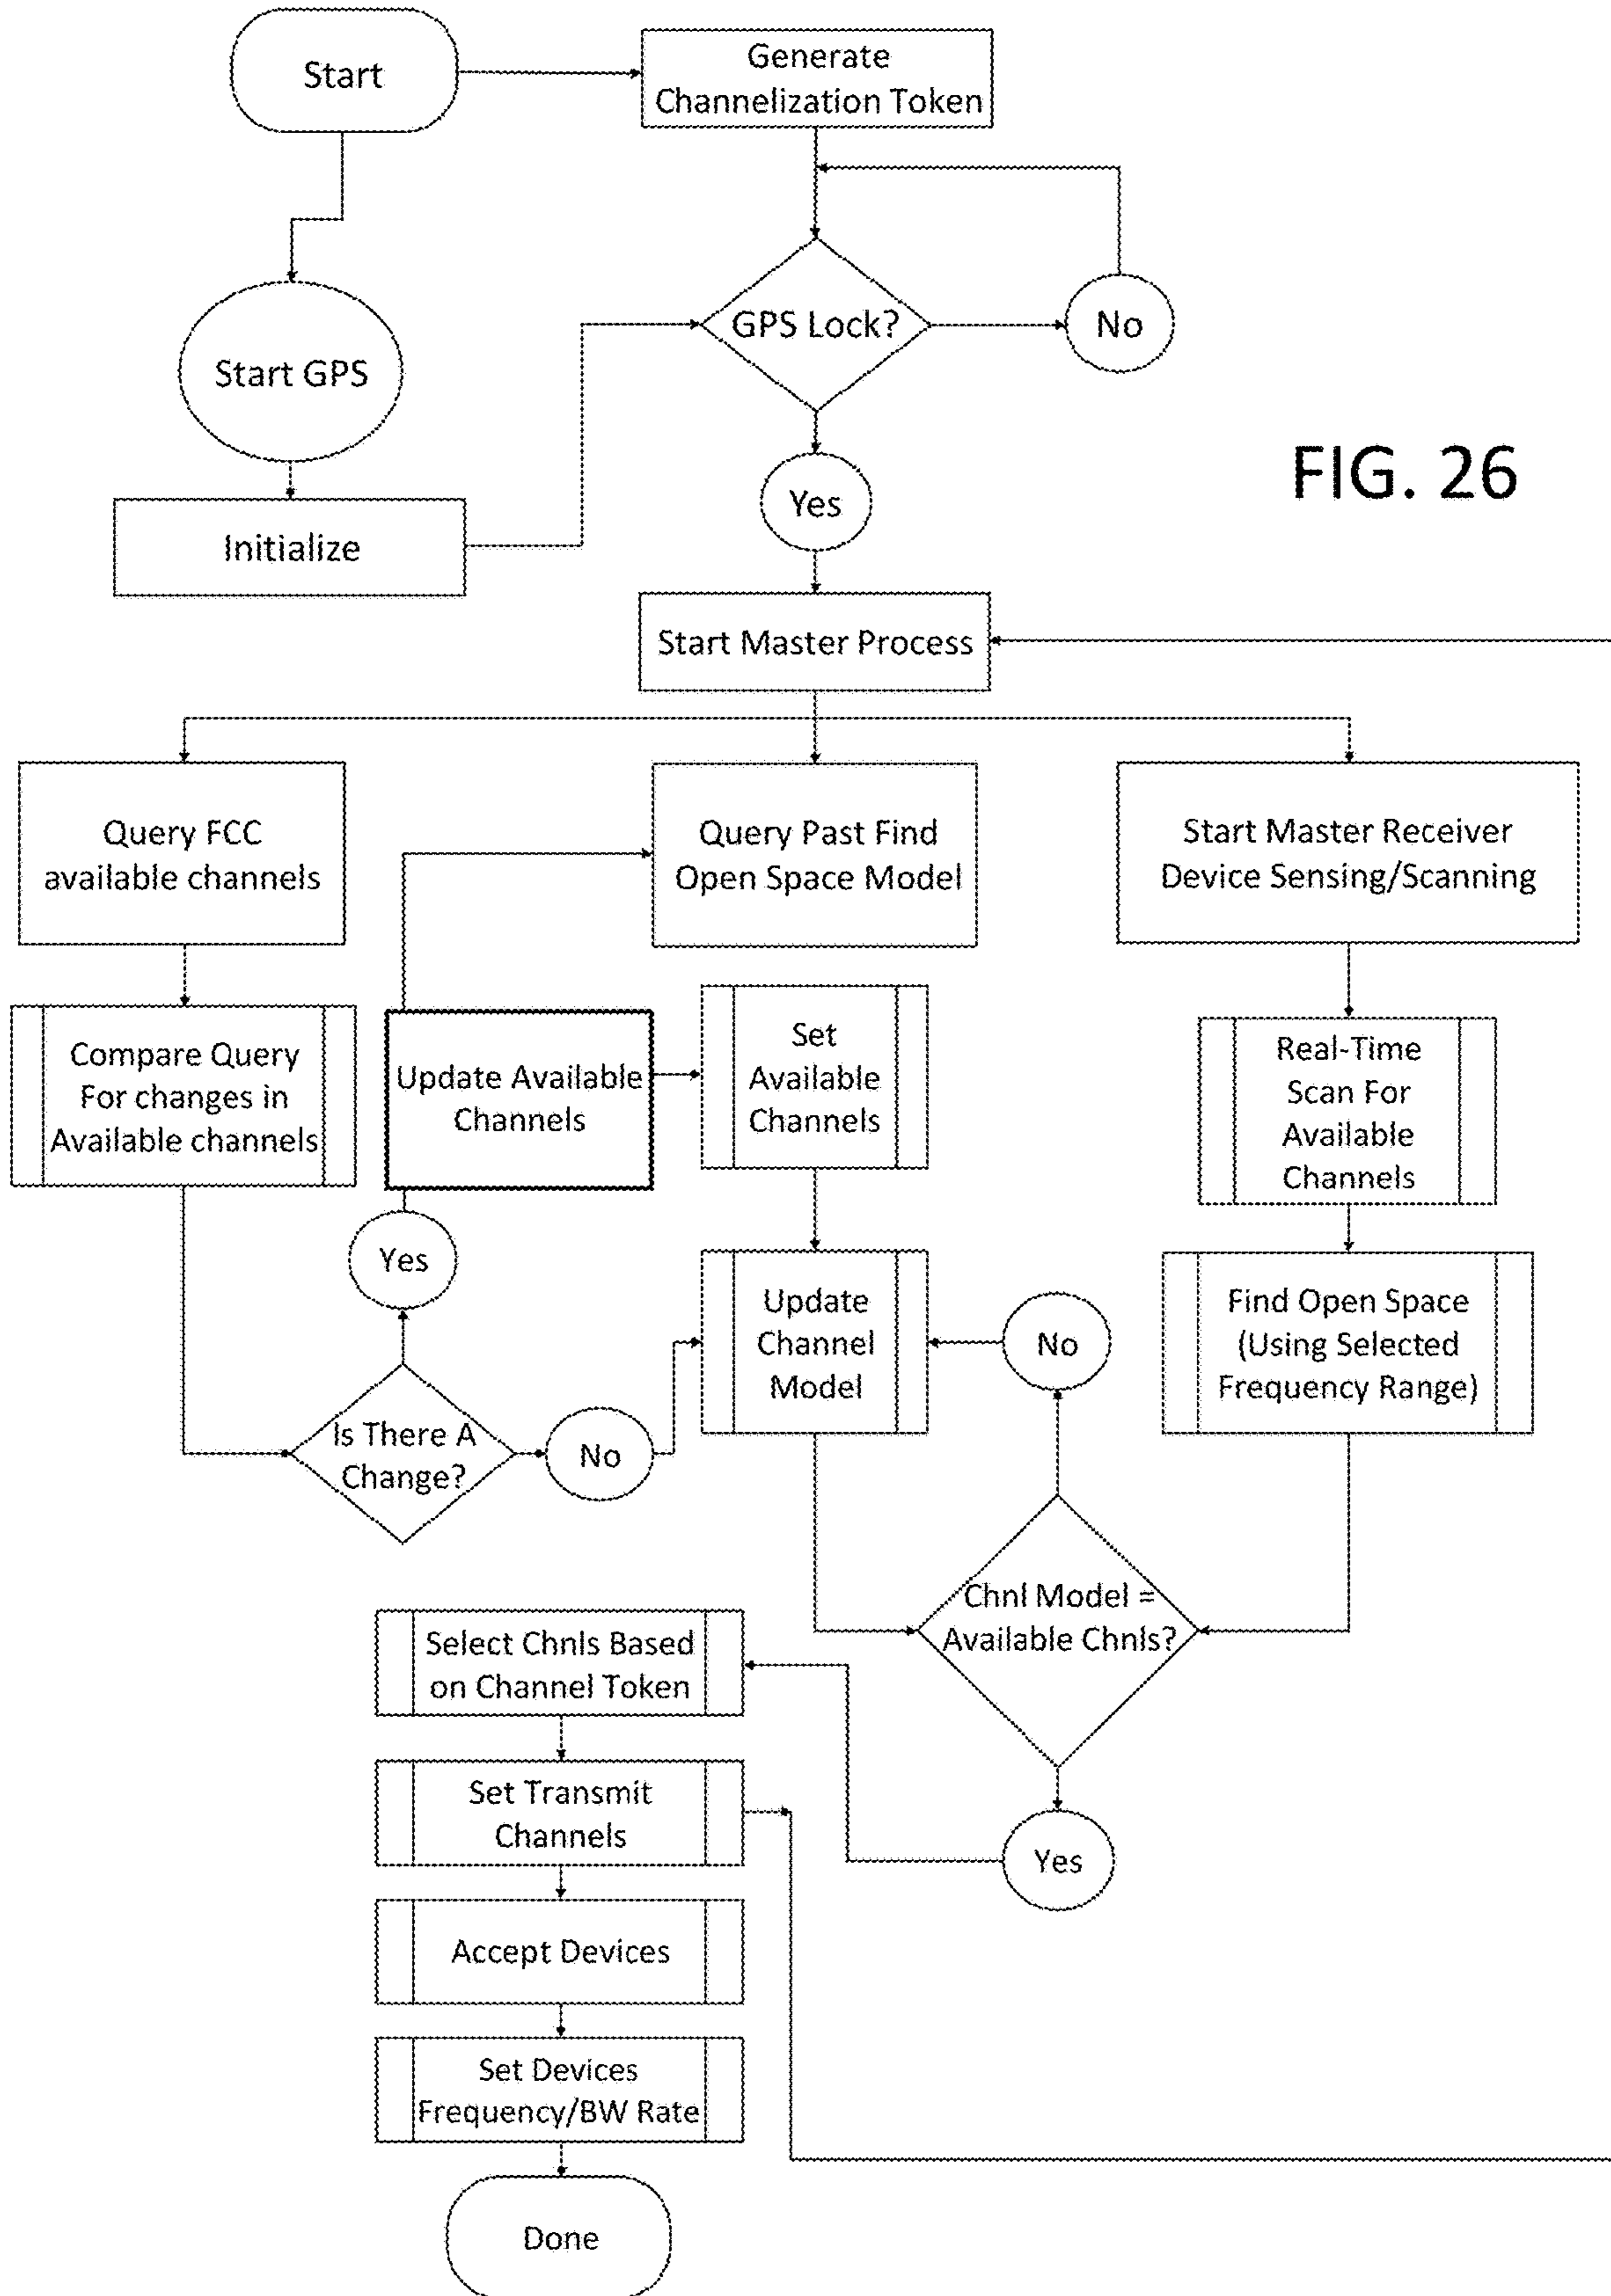 Start
Generate
Channelization Token
GPS Lock?
No
Start GPS
FIG. 26
Yes
Initialize
Start Master Process
Query FCC
available channels
Query Past Find
Open Space Model
Start Master Receiver
Device Sensing/Scanning
Compare Query
For changes in
Available channels
Update Available
Channels
Set
Available
Channels
Real-Time
Scan For
Available
Channels
Yes
Update
Channel
Model
No
Find Open Space
(Using Selected
Frequency Range)
Is There A
Change?
No
Chnl Model =
Available Chnls?
Select Chnls Based
on Channel Token
Set Transmit
Channels
Yes
Accept Devices
Set Devices
Frequency/BW Rate
Done